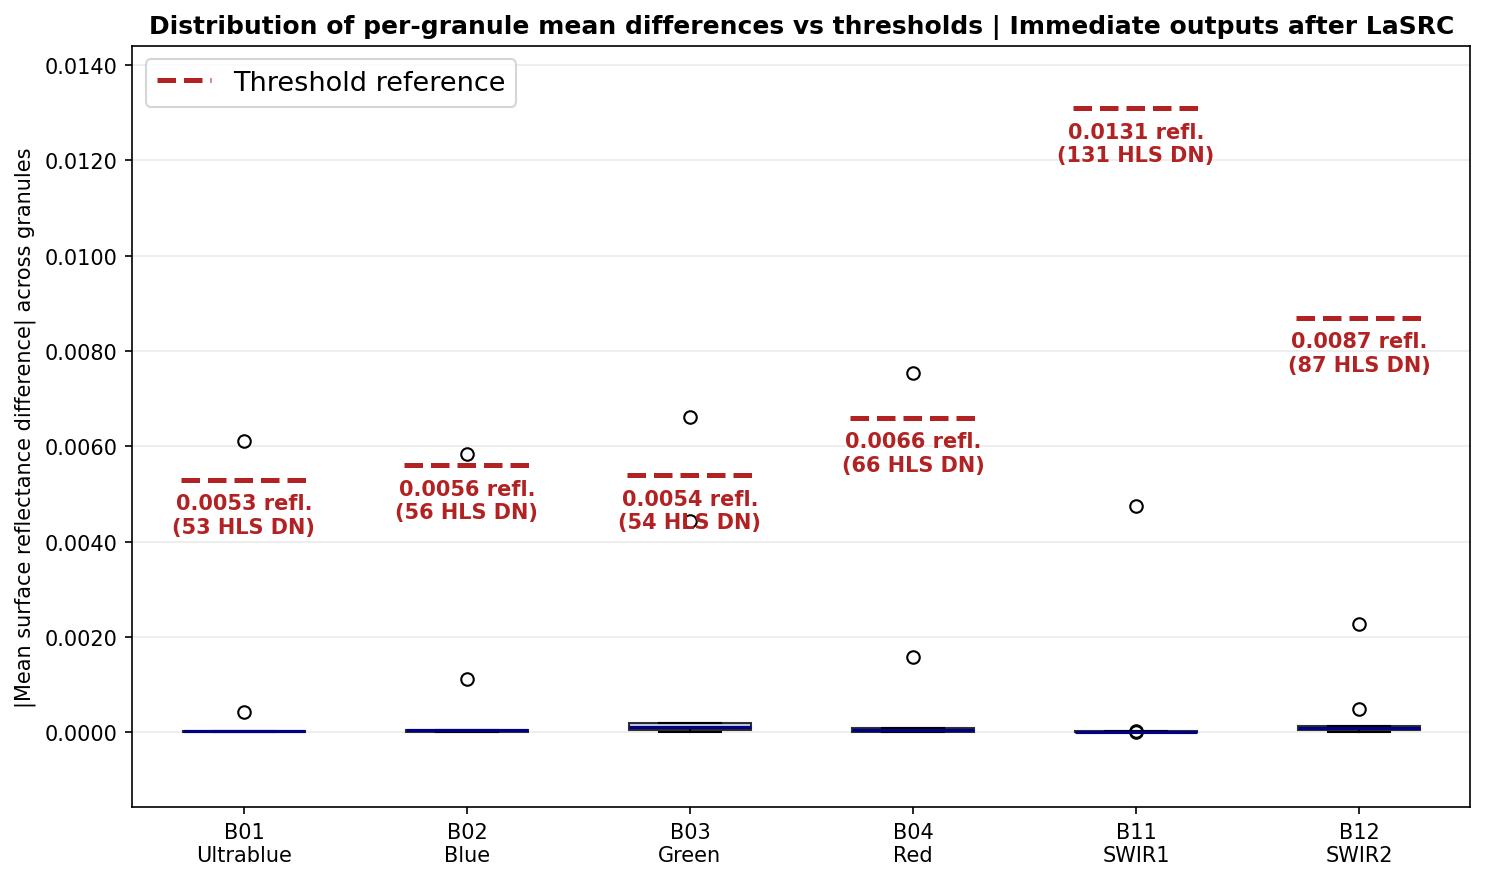 Distribution of per-granule mean differences vs thresholds | Immediate outputs after LaSRC
Threshold reference
|Mean surface reflectance difference| across granules
0.0140
0.0120
0.0100
0.0080
0.0060
0.0040
0.0020
0.0000
0.0053 refl.
(53 HLS DN)
0.0056 refl.
(56 HLS DN)
0.0054 refl.
(54 HLS DN)
0.0066 refl.
(66 HLS DN)
0.0131 refl.
(131 HLS DN)
0.0087 refl.
(87 HLS DN)
B01
Ultrablue
B02
Blue
B03
Green
B04
Red
B11
SWIR1
B12
SWIR2